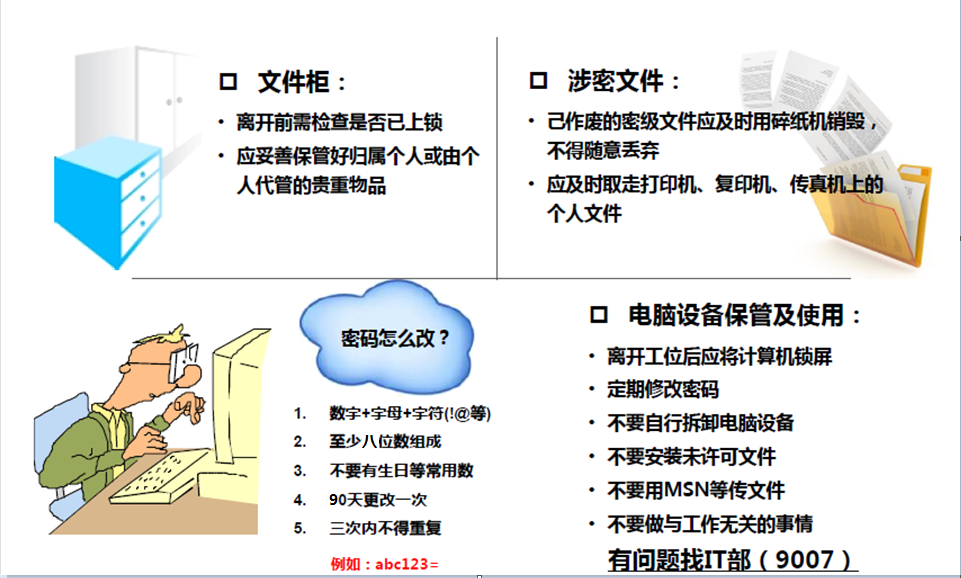 文件柜：
• 离开前需检查是否已上锁
• 应妥善保管好归属个人或由个
人代管的贵重物品
涉密文件：
• 己作废的密级文件应及时用碎纸机销毁，
不得随意丢弃
• 应及时取走打印机、复印机、传真机上的
个人文件
密码怎么改？
1. 数字+字母+字符(!@等)
2. 至少八位数组成
3. 不要有生日等常用数
4. 90天更改一次
5. 三次内不得重复
例如：abc123=
电脑设备保管及使用：
• 离开工位后应将计算机锁屏
• 定期修改密码
• 不要自行拆卸电脑设备
• 不要安装未许可文件
• 不要用MSN等传文件
• 不要做与工作无关的事情
有问题找IT部（9007）